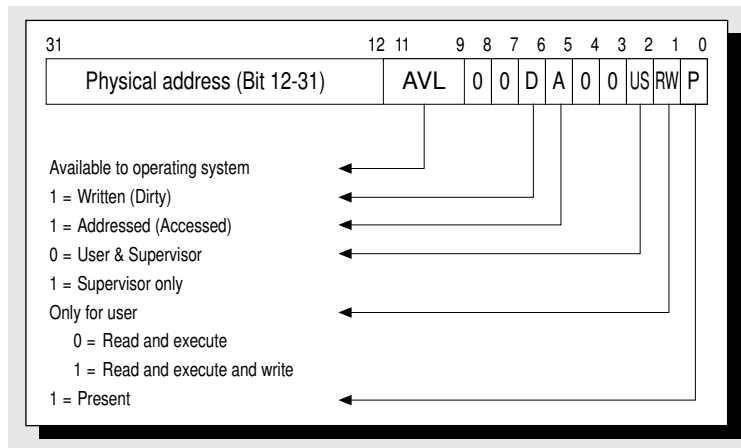 31 12 11 9 8 7 6 5 4 3 2 1 0
Physical address (Bit 12-31) AVL 0 0 D A 0 0 US RW P
Available to operating system
1 = Written (Dirty)
1 = Addressed (Accessed)
0 = User & Supervisor
1 = Supervisor only
Only for user
0 = Read and execute
1 = Read and execute and write
1 = Present